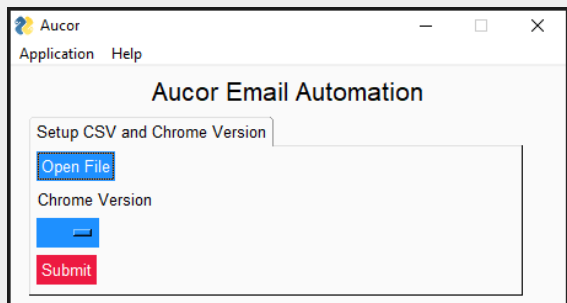 Aucor
Application Help
Aucor Email Automation
Setup CSV and Chrome Version
Open File
Chrome Version
Submit